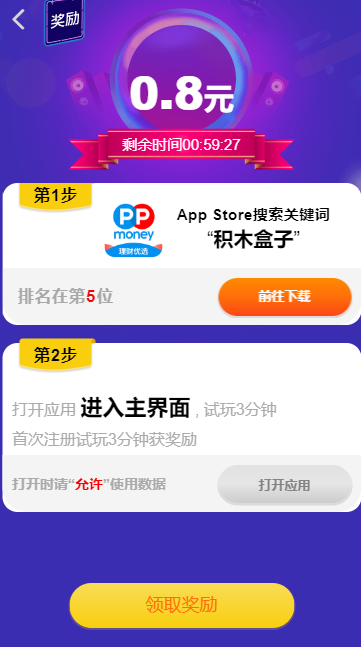 奖励
0.8元
剩余时间00:59:27
第1步
PP
money
理财优选
App Store搜索关键词
“积木盒子”
排名在第5位
前往下载
第2步
打开应用 进入主界面 , 试玩3分钟
首次注册试玩3分钟获奖励
打开时请“允许”使用数据
打开应用
领取奖励